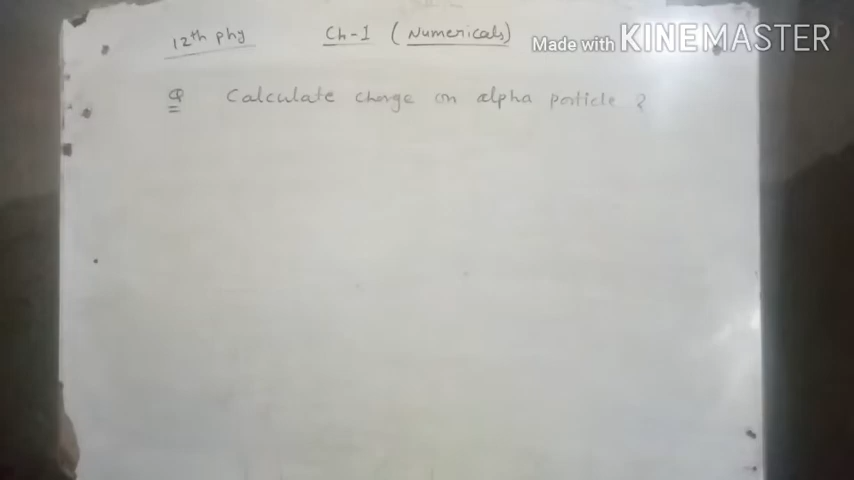 12th phy Ch-1 (Numericals)
Made with KINEMASTER
Q Calculate charge on alpha particle ?